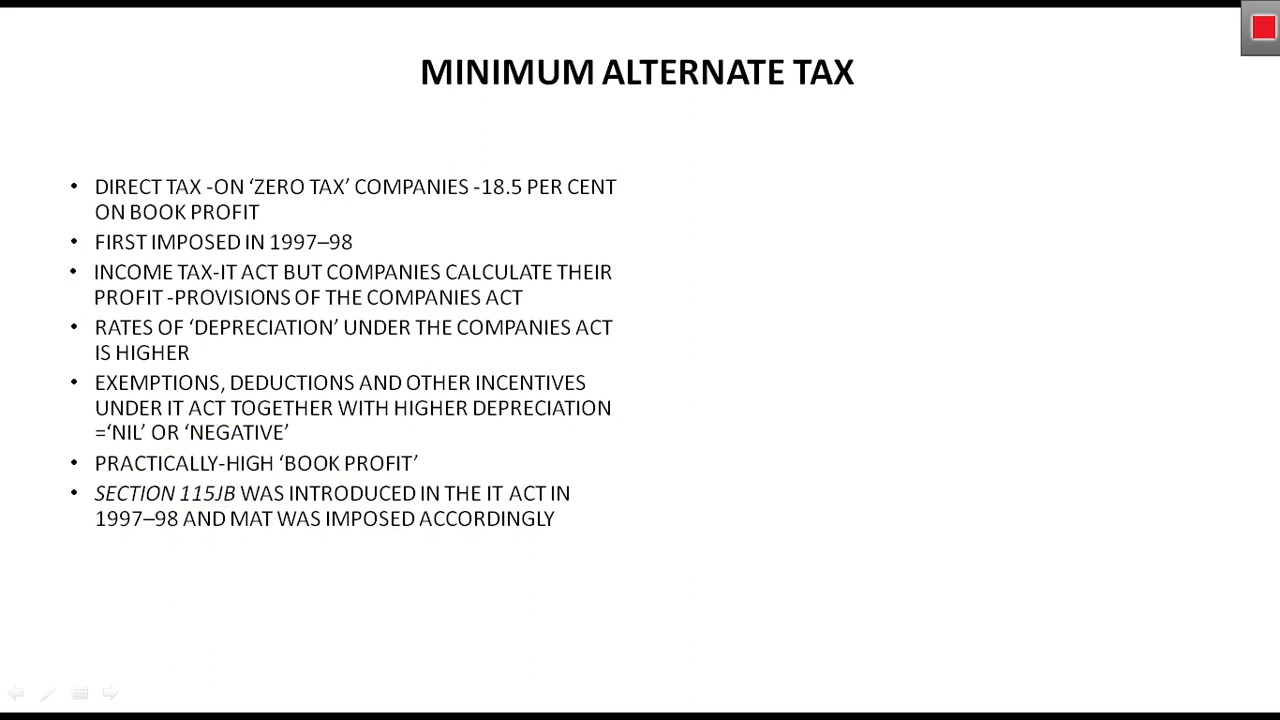 MINIMUM ALTERNATE TAX
• DIRECT TAX -ON ‘ZERO TAX’ COMPANIES -18.5 PER CENT
ON BOOK PROFIT
• FIRST IMPOSED IN 1997–98
• INCOME TAX-IT ACT BUT COMPANIES CALCULATE THEIR
PROFIT -PROVISIONS OF THE COMPANIES ACT
• RATES OF ‘DEPRECIATION’ UNDER THE COMPANIES ACT
IS HIGHER
• EXEMPTIONS, DEDUCTIONS AND OTHER INCENTIVES
UNDER IT ACT TOGETHER WITH HIGHER DEPRECIATION
=‘NIL’ OR ‘NEGATIVE’
• PRACTICALLY-HIGH ‘BOOK PROFIT’
• SECTION 115JB WAS INTRODUCED IN THE IT ACT IN
1997–98 AND MAT WAS IMPOSED ACCORDINGLY